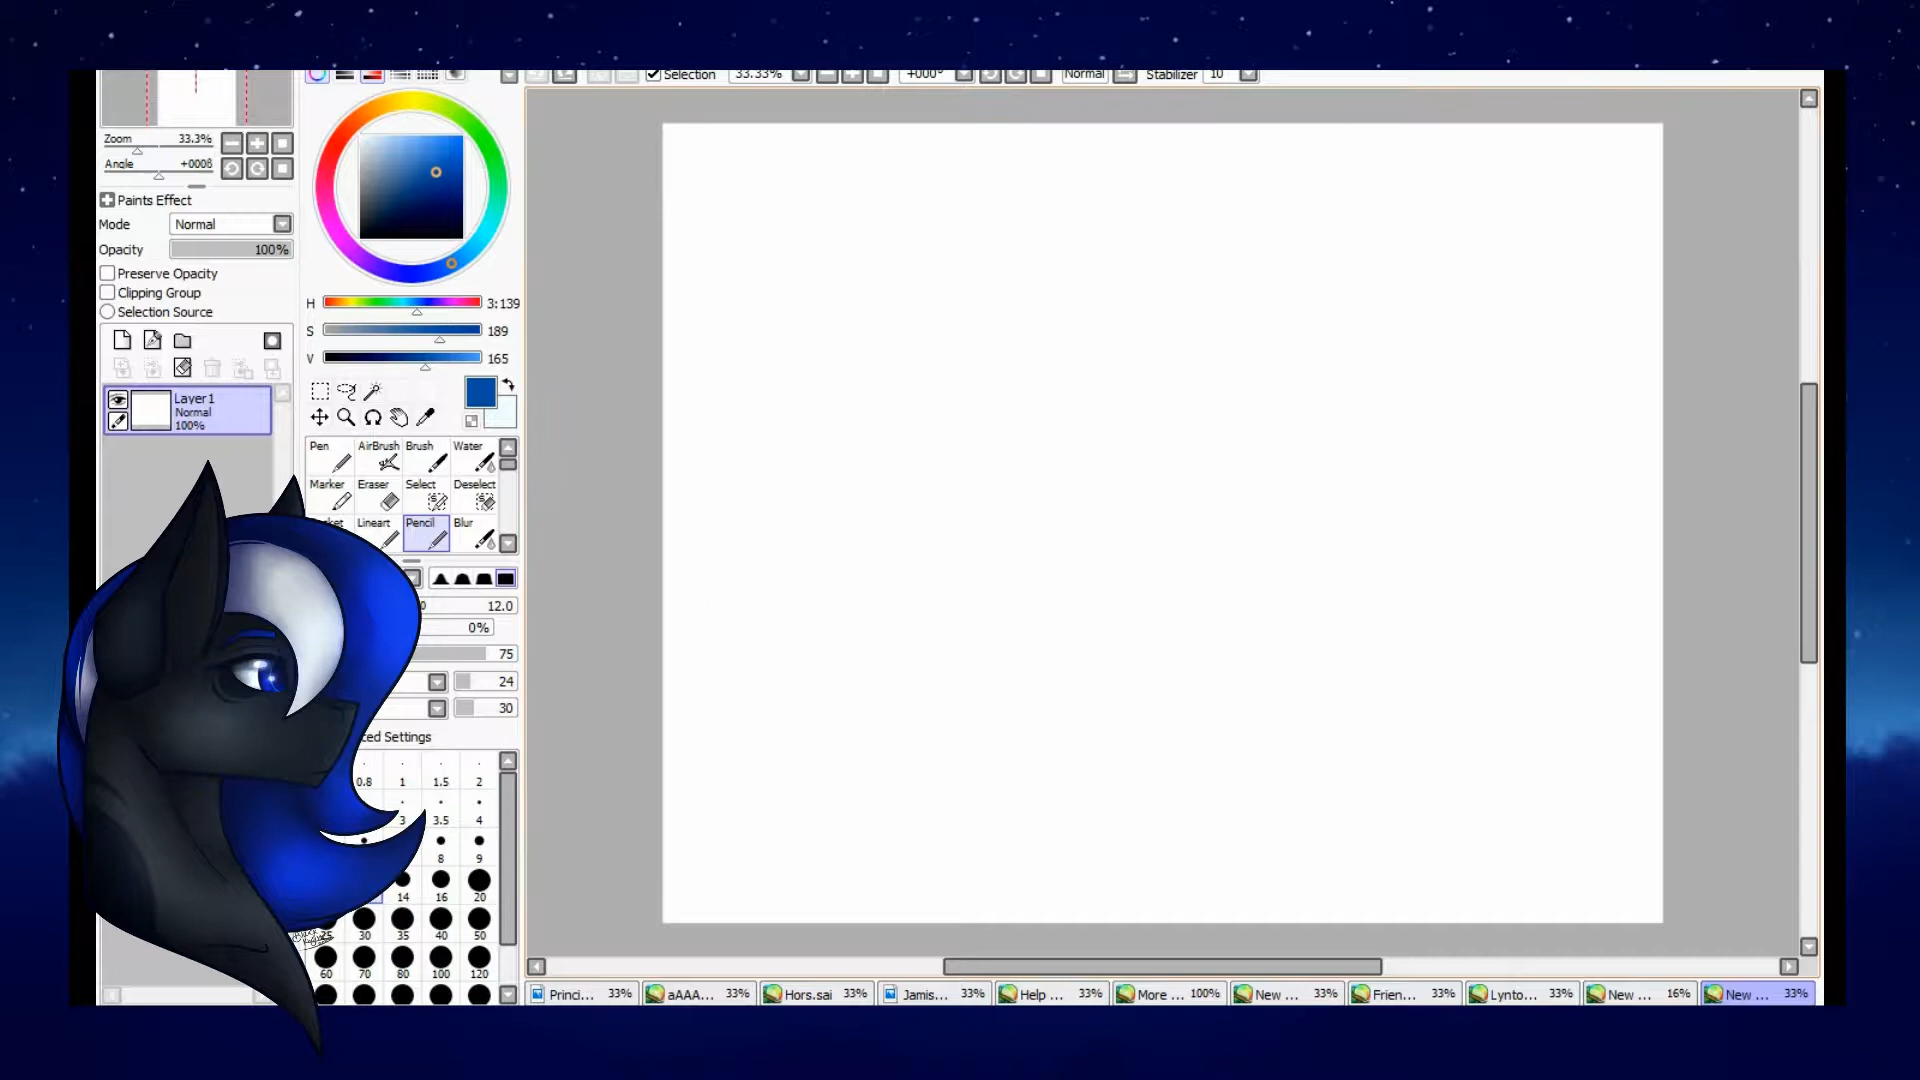 Selection 33.33% +000° Normal Stabilizer 10
Zoom 33.3%
Angle
Paints Effect
Mode Normal
Opacity 100%
Preserve Opacity
Clipping Group
Selection Source
Layer1
Normal
100%
H 3:139
S 189
V 165
Pen AirBrush Brush Water
Marker Eraser Select Deselect
Lineart Pencil Blur
12.0
0%
75
24
30
Settings
0.8 1 1.5 2
3 3.5 4
8 9
14 16 20
25 30 35 40 50
60 70 80 100 120
Princi... 33% aAAA... 33% Hors.sai 33% Jamis... 33% Help ... 33% More ... 100% New ... 33% Frien... 33% Lynto... 33% New ... 16% New ... 33%